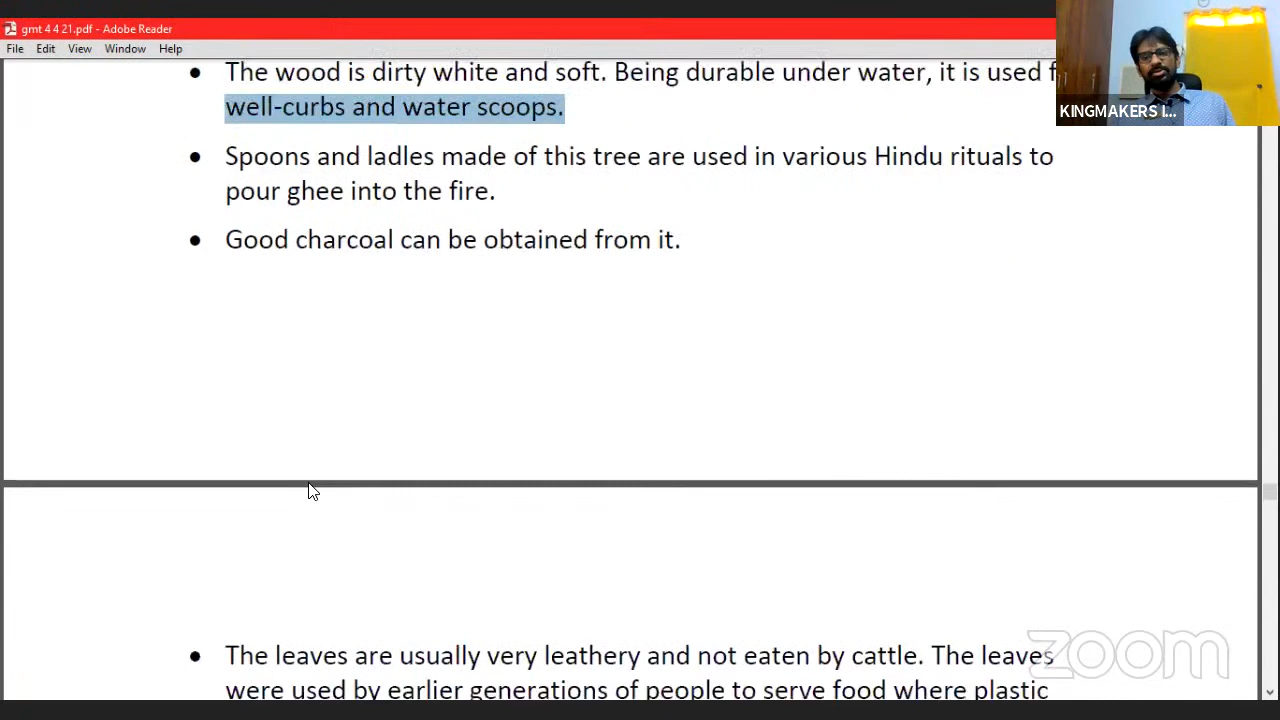 gmt 4 4 21.pdf - Adobe Reader
File Edit View Window Help
KINGMAKERS I...
• The wood is dirty white and soft. Being durable under water, it is used f
well-curbs and water scoops.
• Spoons and ladles made of this tree are used in various Hindu rituals to
pour ghee into the fire.
• Good charcoal can be obtained from it.
• The leaves are usually very leathery and not eaten by cattle. The leaves
were used by earlier generations of people to serve food where plastic
zoom